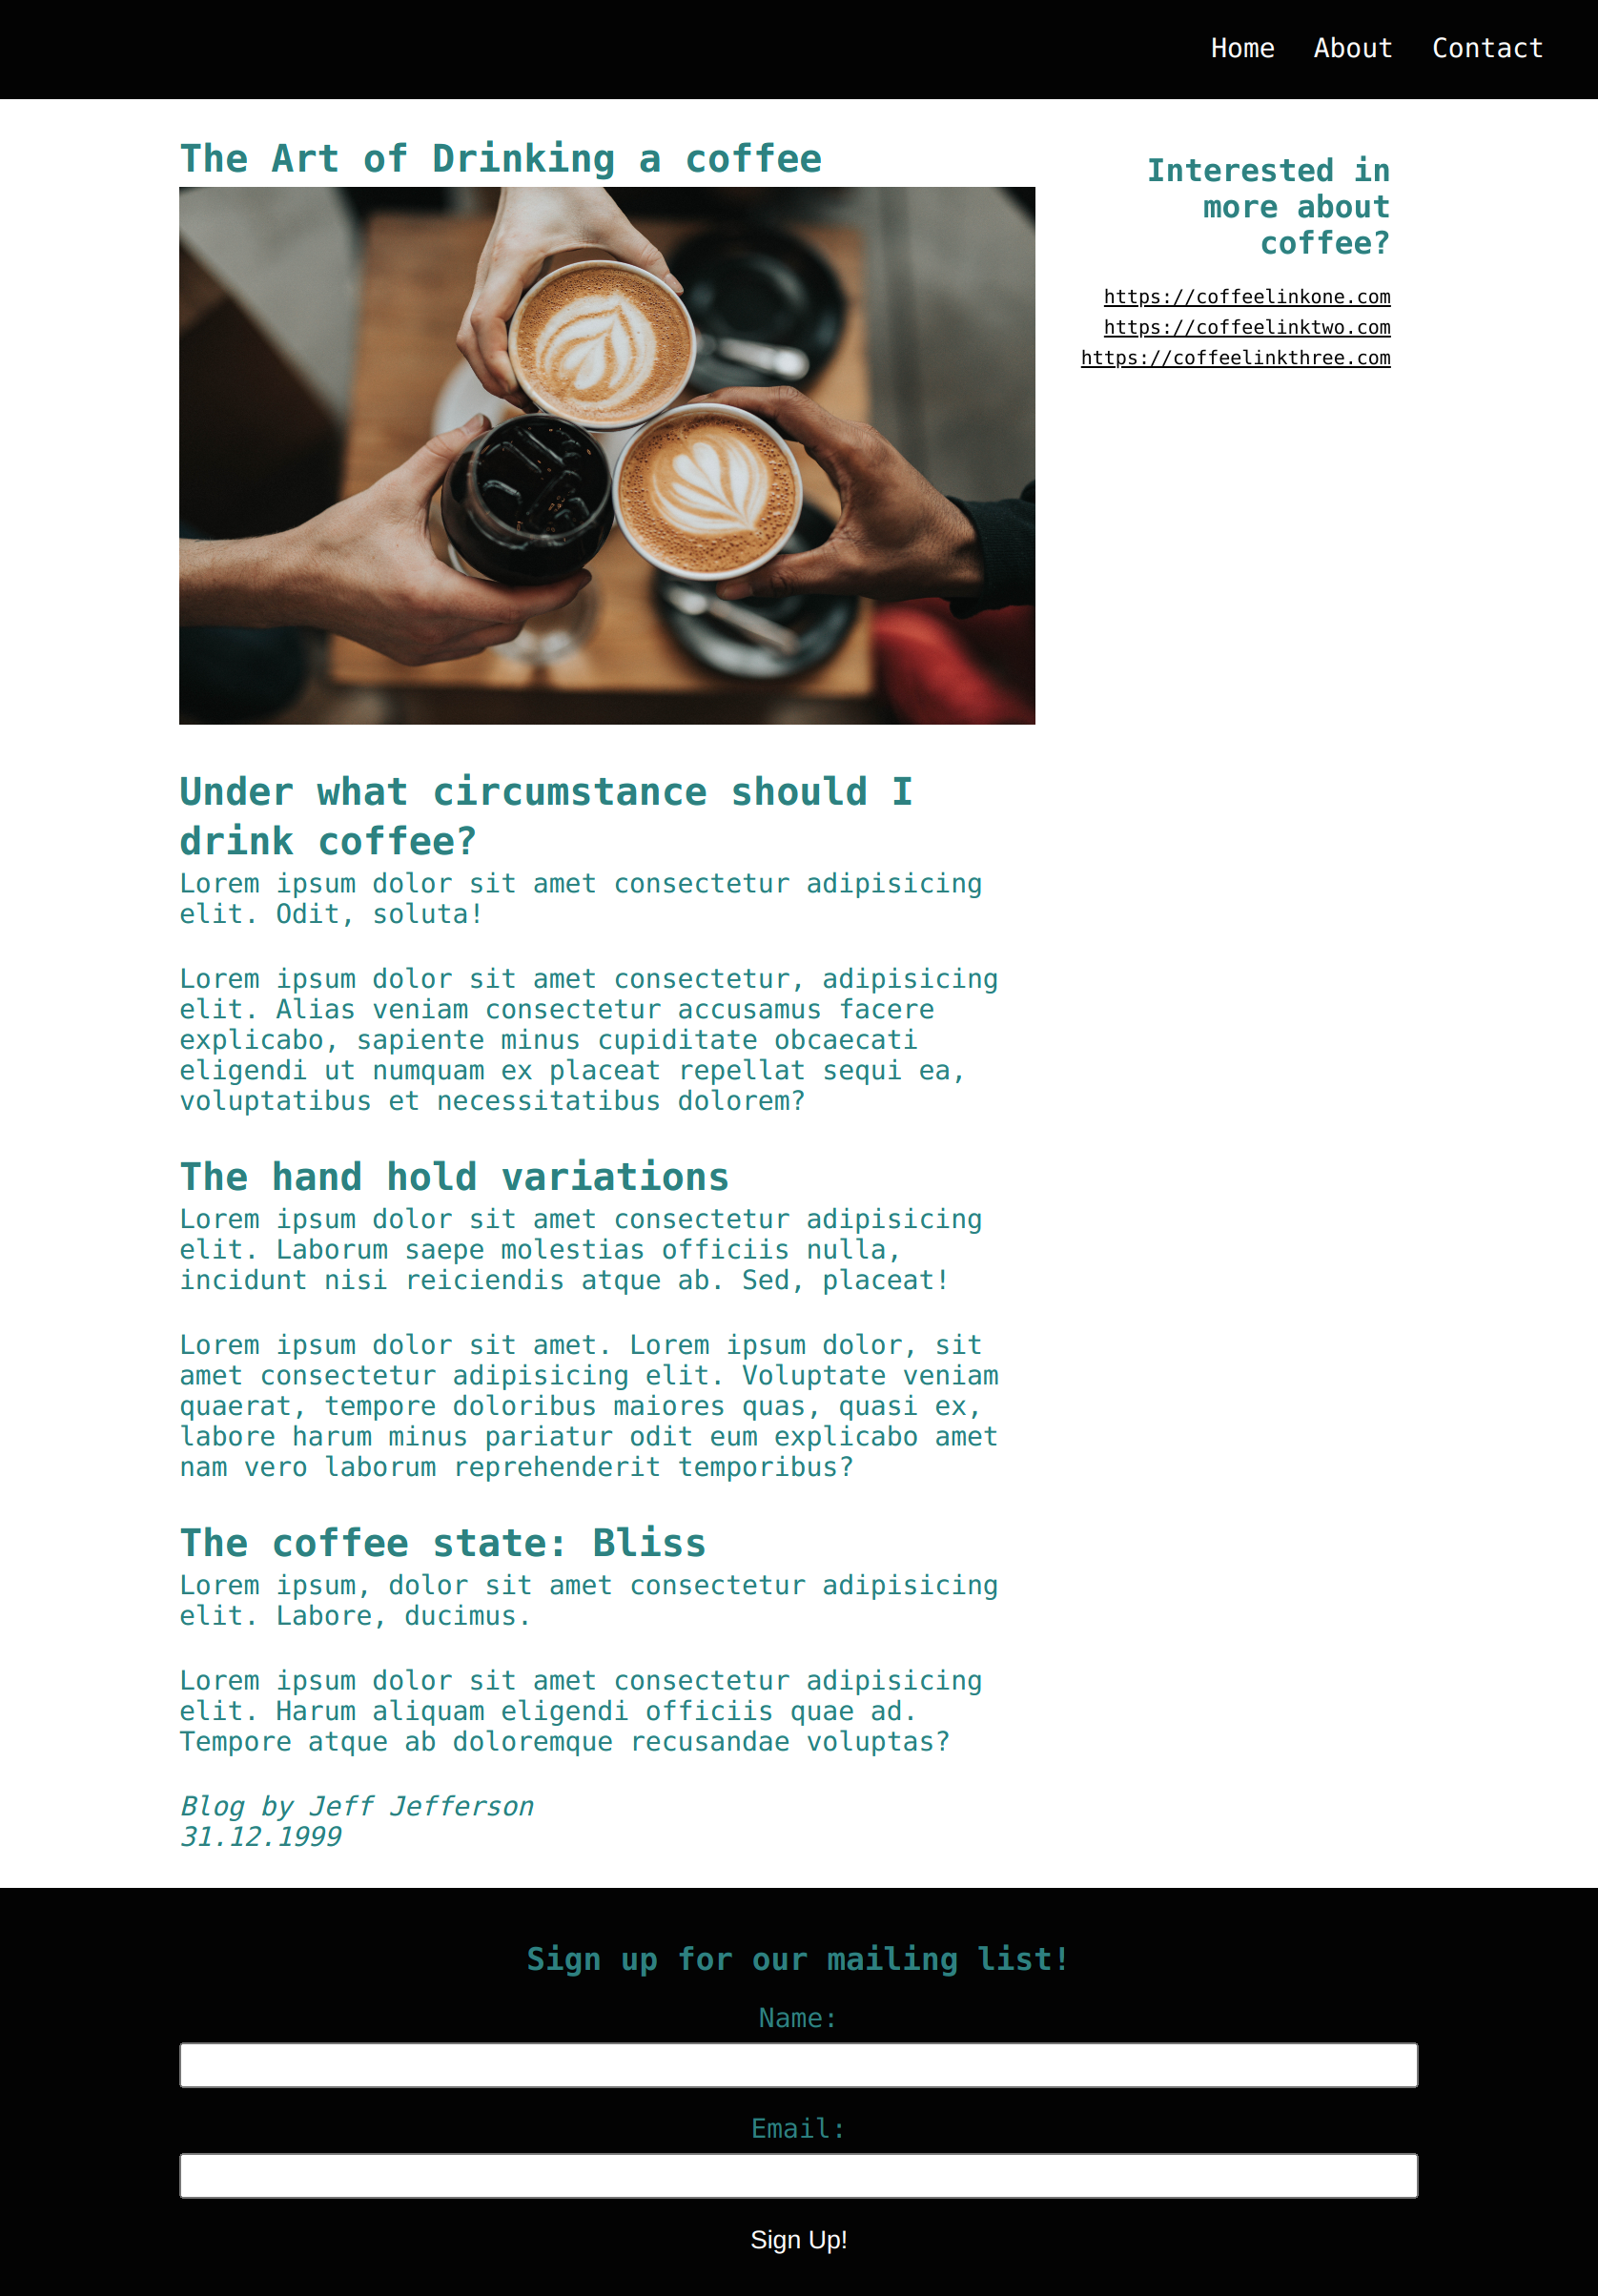 Home About Contact
The Art of Drinking a coffee
Interested in
more about
coffee?
https://coffeelinkone.com
https://coffeelinktwo.com
https://coffeelinkthree.com
Under what circumstance should I
drink coffee?
Lorem ipsum dolor sit amet consectetur adipisicing
elit. Odit, soluta!
Lorem ipsum dolor sit amet consectetur, adipisicing
elit. Alias veniam consectetur accusamus facere
explicabo, sapiente minus cupiditate obcaecati
eligendi ut numquam ex placeat repellat sequi ea,
voluptatibus et necessitatibus dolorem?
The hand hold variations
Lorem ipsum dolor sit amet consectetur adipisicing
elit. Laborum saepe molestias officiis nulla,
incidunt nisi reiciendis atque ab. Sed, placeat!
Lorem ipsum dolor sit amet. Lorem ipsum dolor, sit
amet consectetur adipisicing elit. Voluptate veniam
quaerat, tempore doloribus maiores quas, quasi ex,
labore harum minus pariatur odit eum explicabo amet
nam vero laborum reprehenderit temporibus?
The coffee state: Bliss
Lorem ipsum, dolor sit amet consectetur adipisicing
elit. Labore, ducimus.
Lorem ipsum dolor sit amet consectetur adipisicing
elit. Harum aliquam eligendi officiis quae ad.
Tempore atque ab doloremque recusandae voluptas?
Blog by Jeff Jefferson
31.12.1999
Sign up for our mailing list!
Name:
Email:
Sign Up!